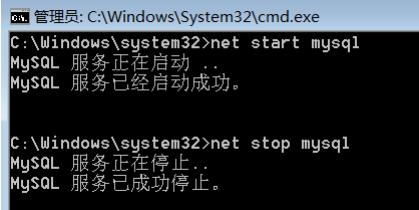 管理员: C:\Windows\System32\cmd.exe
C:\Windows\system32>net start mysql
MySQL 服务正在启动 ..
MySQL 服务已经启动成功。
C:\Windows\system32>net stop mysql
MySQL 服务正在停止..
MySQL 服务已成功停止。